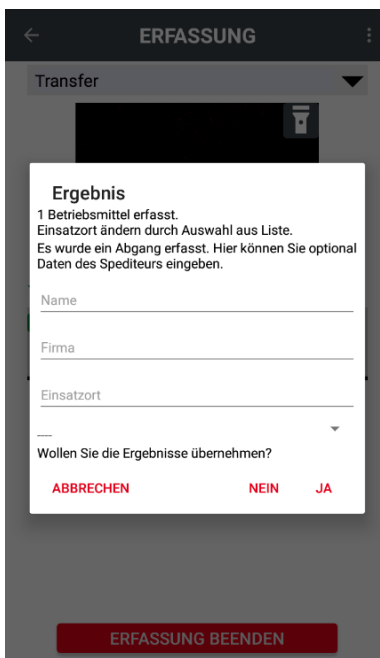 ERFASSUNG
Transfer
Ergebnis
1 Betriebsmittel erfasst.
Einsatzort ändern durch Auswahl aus Liste.
Es wurde ein Abgang erfasst. Hier können Sie optional
Daten des Spediteurs eingeben.
Name
Firma
Einsatzort
---
Wollen Sie die Ergebnisse übernehmen?
ABBRECHEN NEIN JA
ERFASSUNG BEENDEN